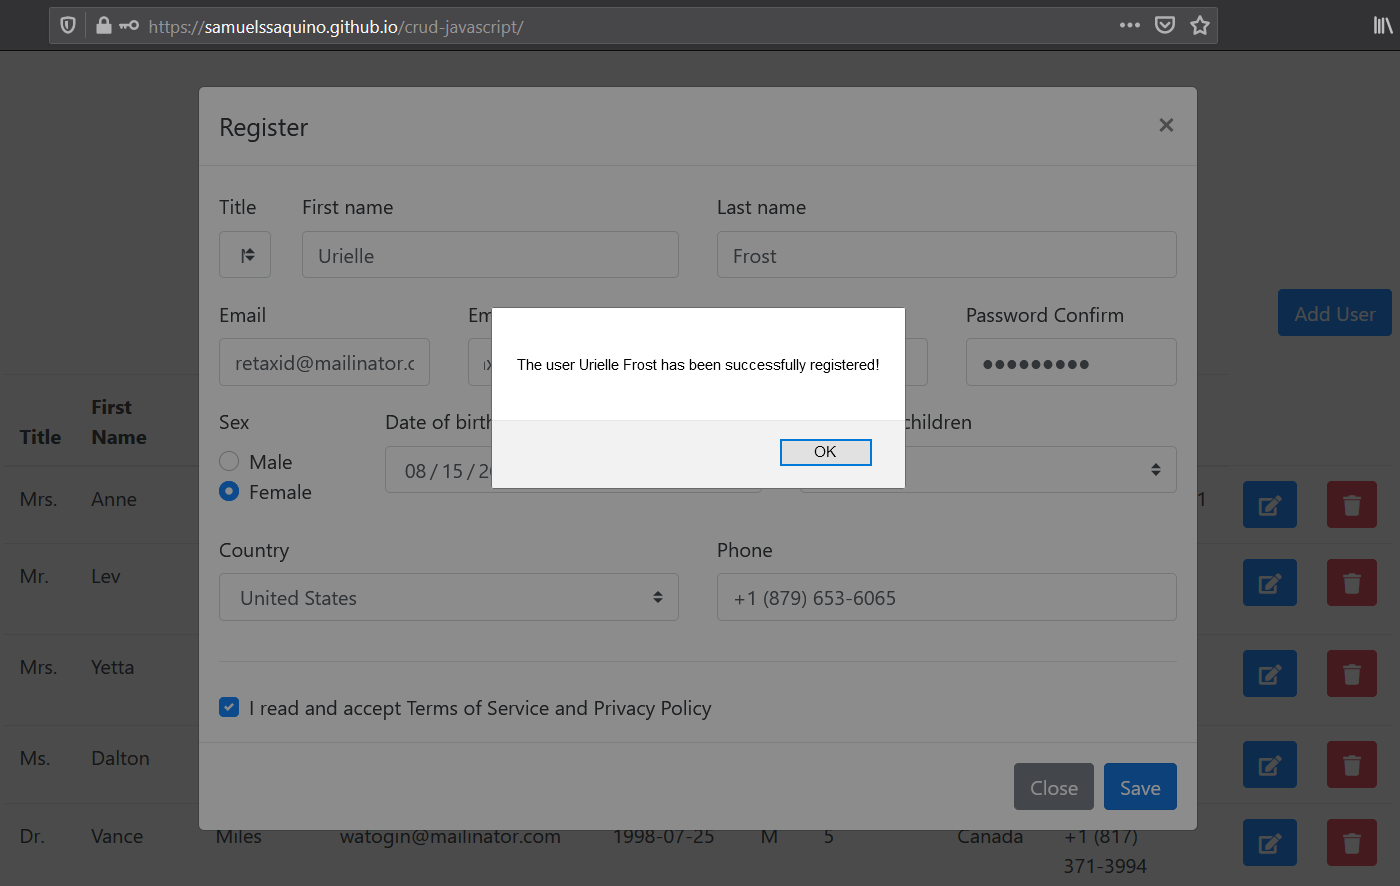 https://samuelssaquino.github.io/crud-javascript/
Register ×
Title First name Last name
Urielle Frost
Email Em Password Confirm
retaxid@mailinator.c ●●●●●●●●●
Add User
The user Urielle Frost has been successfully registered!
OK
Sex Date of birth children
Male
Female
08 / 15 / 2
Country Phone
United States +1 (879) 653-6065
I read and accept Terms of Service and Privacy Policy
Close Save
Title First Name
Mrs. Anne 1
Mr. Lev
Mrs. Yetta
Ms. Dalton
Dr. Vance Miles watogin@mailinator.com 1998-07-25 M 5 Canada +1 (817)
371-3994